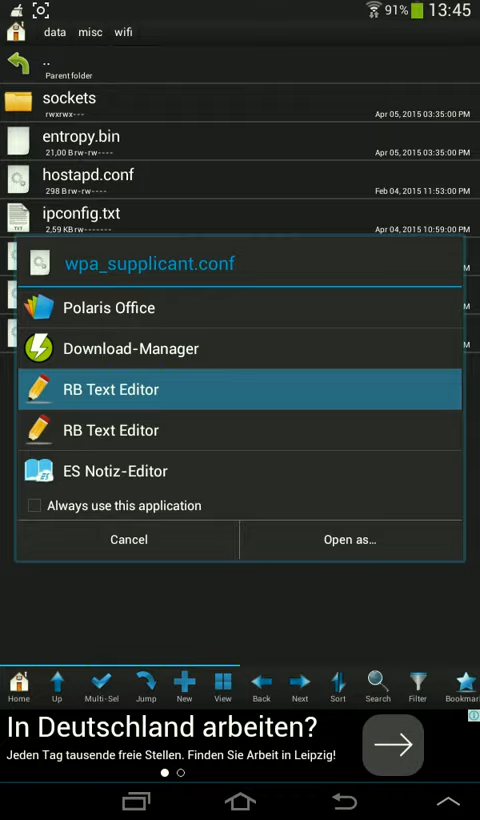 91% 13:45
data misc wifi
..
Parent folder
sockets
rwxrwx--- Apr 05, 2015 03:35:00 PM
entropy.bin
21,00 B rw-rw---- Apr 05, 2015 03:35:00 PM
hostapd.conf
298 B rw-rw---- Feb 04, 2015 11:53:00 PM
ipconfig.txt
2,59 KB rw------- Apr 04, 2015 10:59:00 PM
wpa_supplicant.conf
M
Polaris Office
M
Download-Manager
M
RB Text Editor
RB Text Editor
ES Notiz-Editor
Always use this application
Cancel Open as...
Home Up Multi-Sel Jump New View Back Next Sort Search Filter Bookmar
In Deutschland arbeiten?
Jeden Tag tausende freie Stellen. Finden Sie Arbeit in Leipzig!